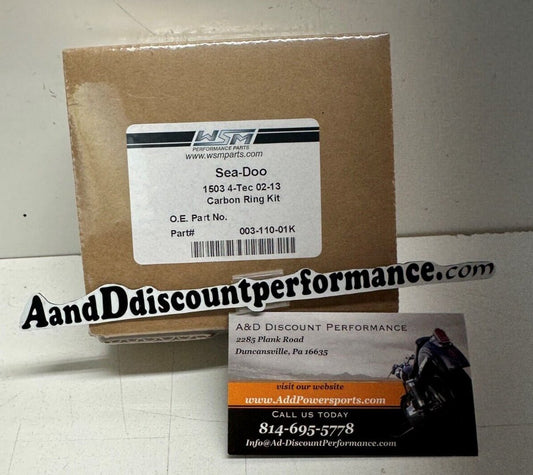 WSM
PERFORMANCE PARTS
www.wsmparts.com
Sea-Doo
1503 4-Tec 02-13
Carbon Ring Kit
O.E. Part No.
Part# 003-110-01K
AandDdiscountperformance.com
A&D Discount Performance
2285 Plank Road
Duncansville, Pa 16635
visit our website
www.AddPowersports.com
Call us today
814-695-5778
Info@Ad-DiscountPerformance.com